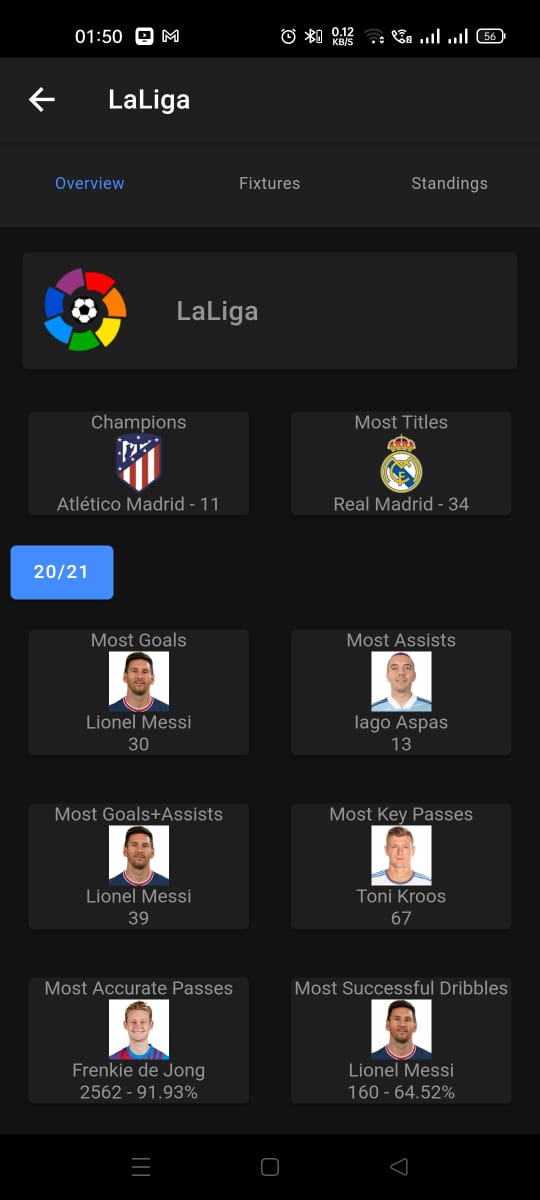 01:50
0.12
KB/S
56
LaLiga
Overview Fixtures Standings
LaLiga
Champions Most Titles
Atlético Madrid - 11 Real Madrid - 34
20/21
Most Goals Most Assists
Lionel Messi Iago Aspas
30 13
Most Goals+Assists Most Key Passes
Lionel Messi Toni Kroos
39 67
Most Accurate Passes Most Successful Dribbles
Frenkie de Jong Lionel Messi
2562 - 91.93% 160 - 64.52%